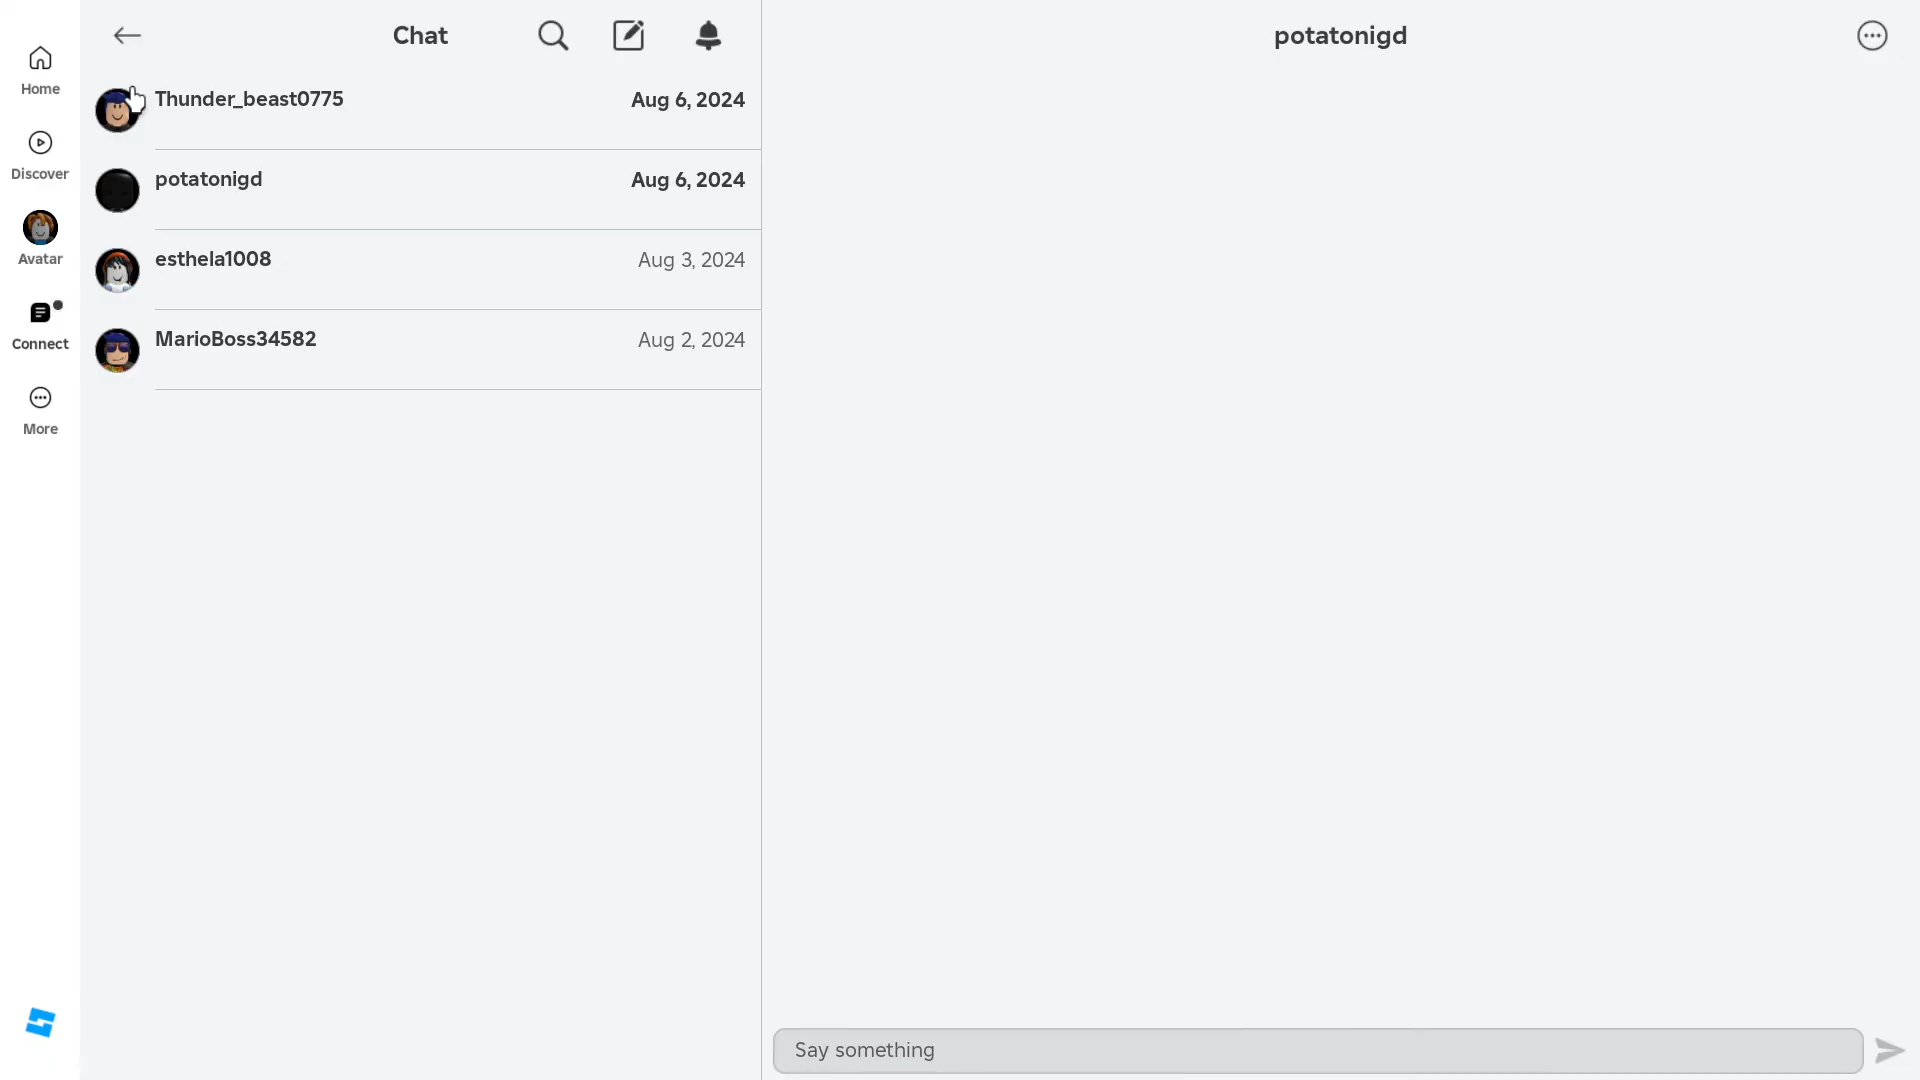 Home
Discover
Avatar
Connect
More
Chat
Thunder_beast0775
Aug 6, 2024
potatonigd
Aug 6, 2024
esthela1008
Aug 3, 2024
MarioBoss34582
Aug 2, 2024
potatonigd
Say something